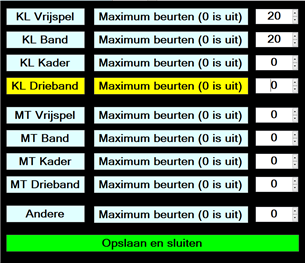 KL Vrijspel Maximum beurten (0 is uit) 20
KL Band Maximum beurten (0 is uit) 20
KL Kader Maximum beurten (0 is uit) 0
KL Drieband Maximum beurten (0 is uit) 0
MT Vrijspel Maximum beurten (0 is uit) 0
MT Band Maximum beurten (0 is uit) 0
MT Kader Maximum beurten (0 is uit) 0
MT Drieband Maximum beurten (0 is uit) 0
Andere Maximum beurten (0 is uit) 0
Opslaan en sluiten